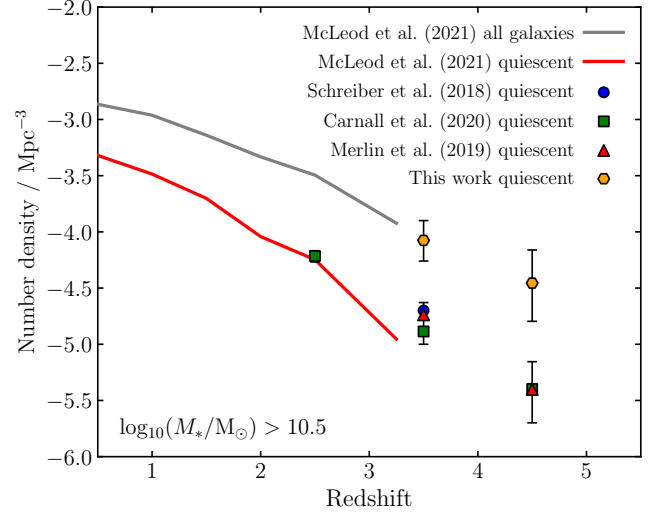 McLeod et al. (2021) all galaxies
McLeod et al. (2021) quiescent
Schreiber et al. (2018) quiescent
Carnall et al. (2020) quiescent
Merlin et al. (2019) quiescent
This work quiescent
−2.0
−2.5
−3.0
−3.5
−4.0
−4.5
−5.0
−5.5
−6.0
Number density / Mpc⁻³
log₁₀(M*/M☉) > 10.5
1 2 3 4 5
Redshift